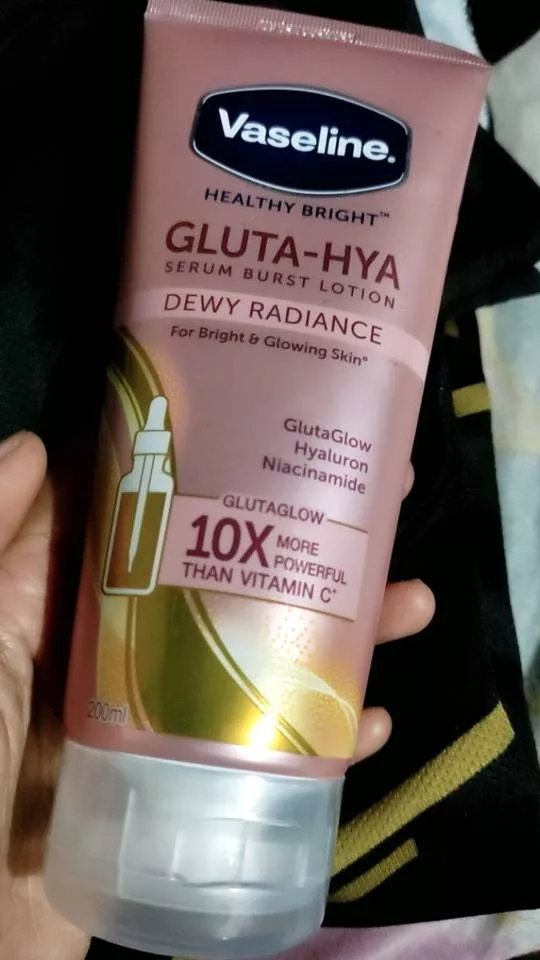 Vaseline.
HEALTHY BRIGHT™
GLUTA-HYA
SERUM BURST LOTION
DEWY RADIANCE
For Bright & Glowing Skin°
GlutaGlow
Hyaluron
Niacinamide
GLUTAGLOW
10X MORE
POWERFUL
THAN VITAMIN C*
200ml